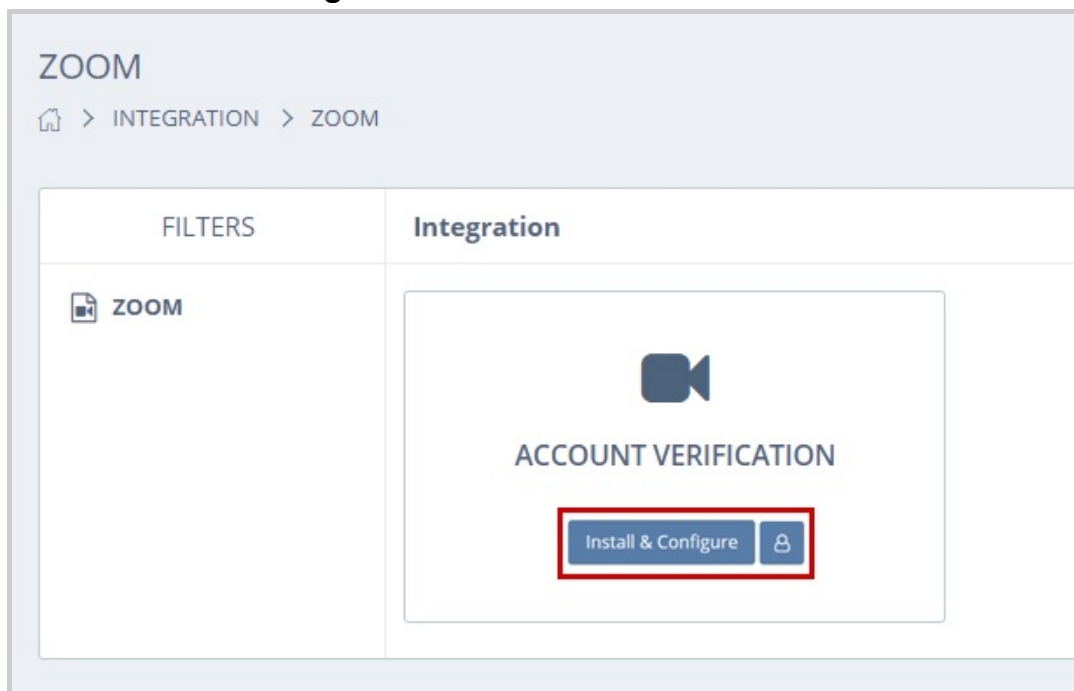 ZOOM
> INTEGRATION > ZOOM
FILTERS
Integration
ZOOM
ACCOUNT VERIFICATION
Install & Configure